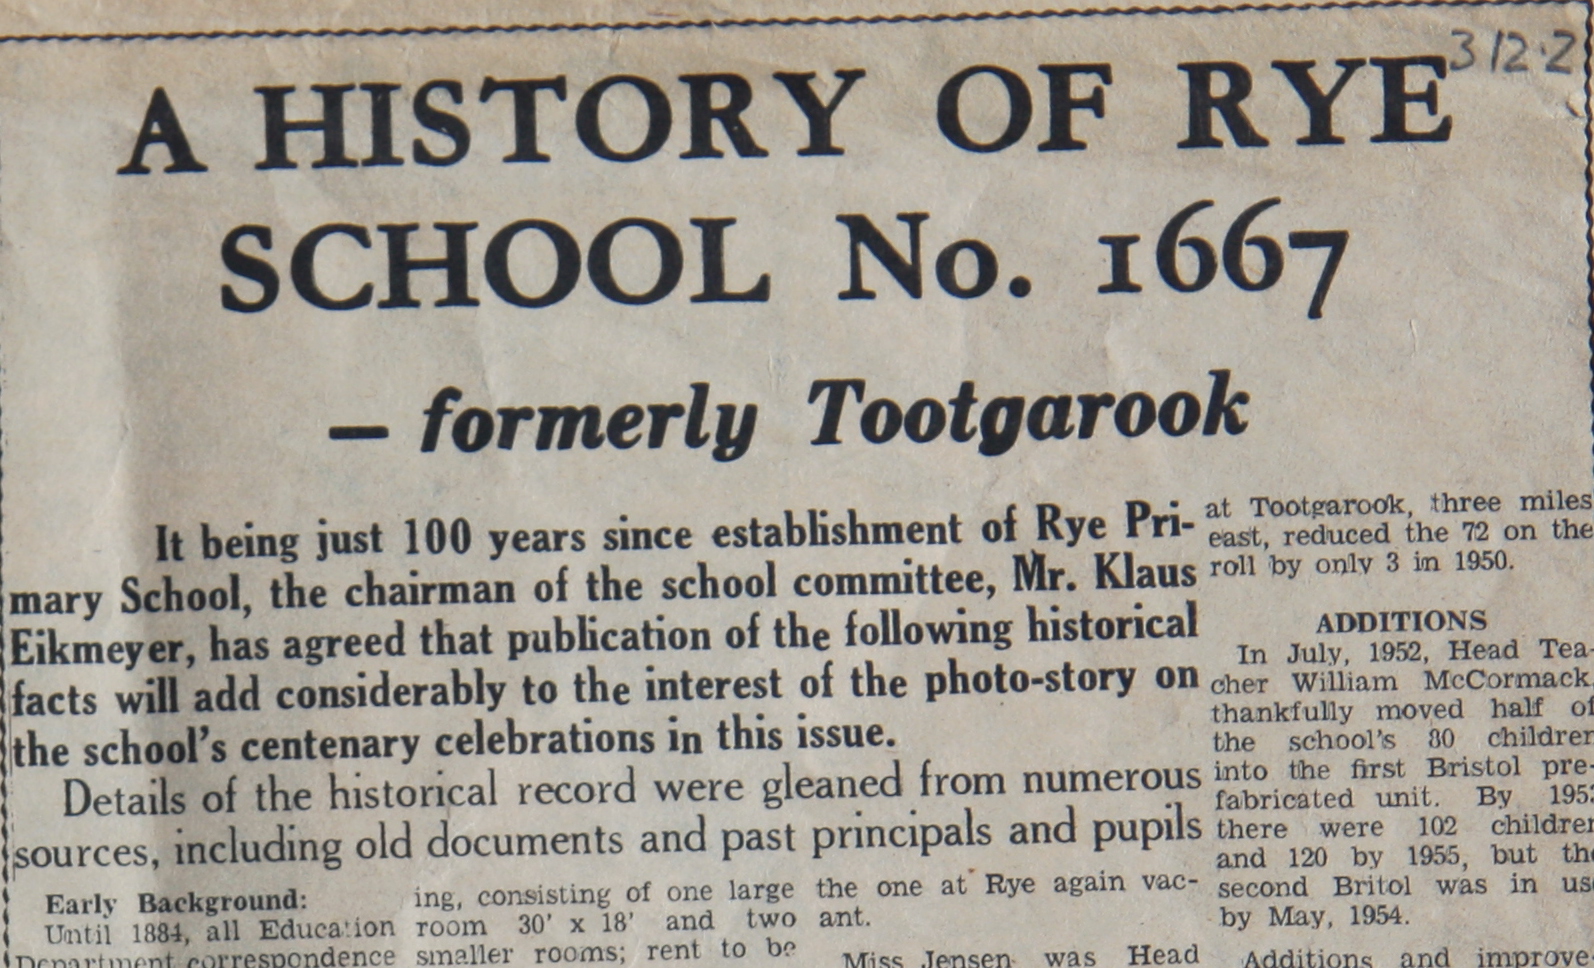 312.2
A HISTORY OF RYE
SCHOOL No. 1667
— formerly Tootgarook
It being just 100 years since establishment of Rye Pri-
mary School, the chairman of the school committee, Mr. Klaus
Eikmeyer, has agreed that publication of the following historical
facts will add considerably to the interest of the photo-story on
the school's centenary celebrations in this issue.
Details of the historical record were gleaned from numerous
sources, including old documents and past principals and pupils
Early Background:
Until 1884, all Education
Department correspondence
ing, consisting of one large
room 30' x 18' and two
smaller rooms; rent to be
the one at Rye again vac-
ant.
Miss Jensen was Head
at Tootgarook, three miles
east, reduced the 72 on the
roll by only 3 in 1950.
ADDITIONS
In July, 1952, Head Tea-
cher William McCormack
thankfully moved half of
the school's 80 children
into the first Bristol pre-
fabricated unit. By
there were 102 children
and 120 by 1955, but the
second Britol was in use
by May, 1954.
Additions and improve-